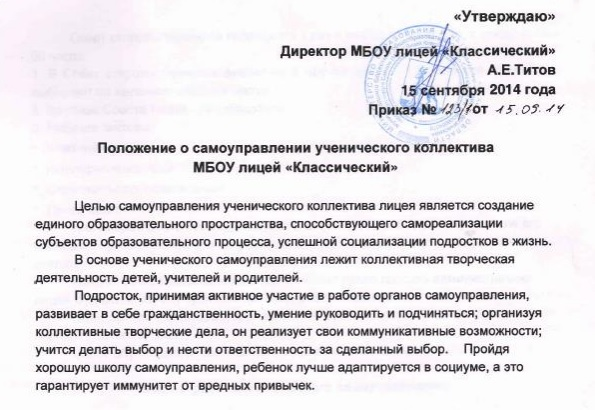 «Утверждаю»
Директор МБОУ лицей «Классический»
А.Е.Титов
15 сентября 2014 года
Приказ № 123/1 от 15.09.14
Положение о самоуправлении ученического коллектива
МБОУ лицей «Классический»
Целью самоуправления ученического коллектива лицея является создание
единого образовательного пространства, способствующего самореализации
субъектов образовательного процесса, успешной социализации подростков в жизнь.
В основе ученического самоуправления лежит коллективная творческая
деятельность детей, учителей и родителей.
Подросток, принимая активное участие в работе органов самоуправления,
развивает в себе гражданственность, умение руководить и подчиняться; организуя
коллективные творческие дела, он реализует свои коммуникативные возможности;
учится делать выбор и нести ответственность за сделанный выбор. Пройдя
хорошую школу самоуправления, ребенок лучше адаптируется в социуме, а это
гарантирует иммунитет от вредных привычек.